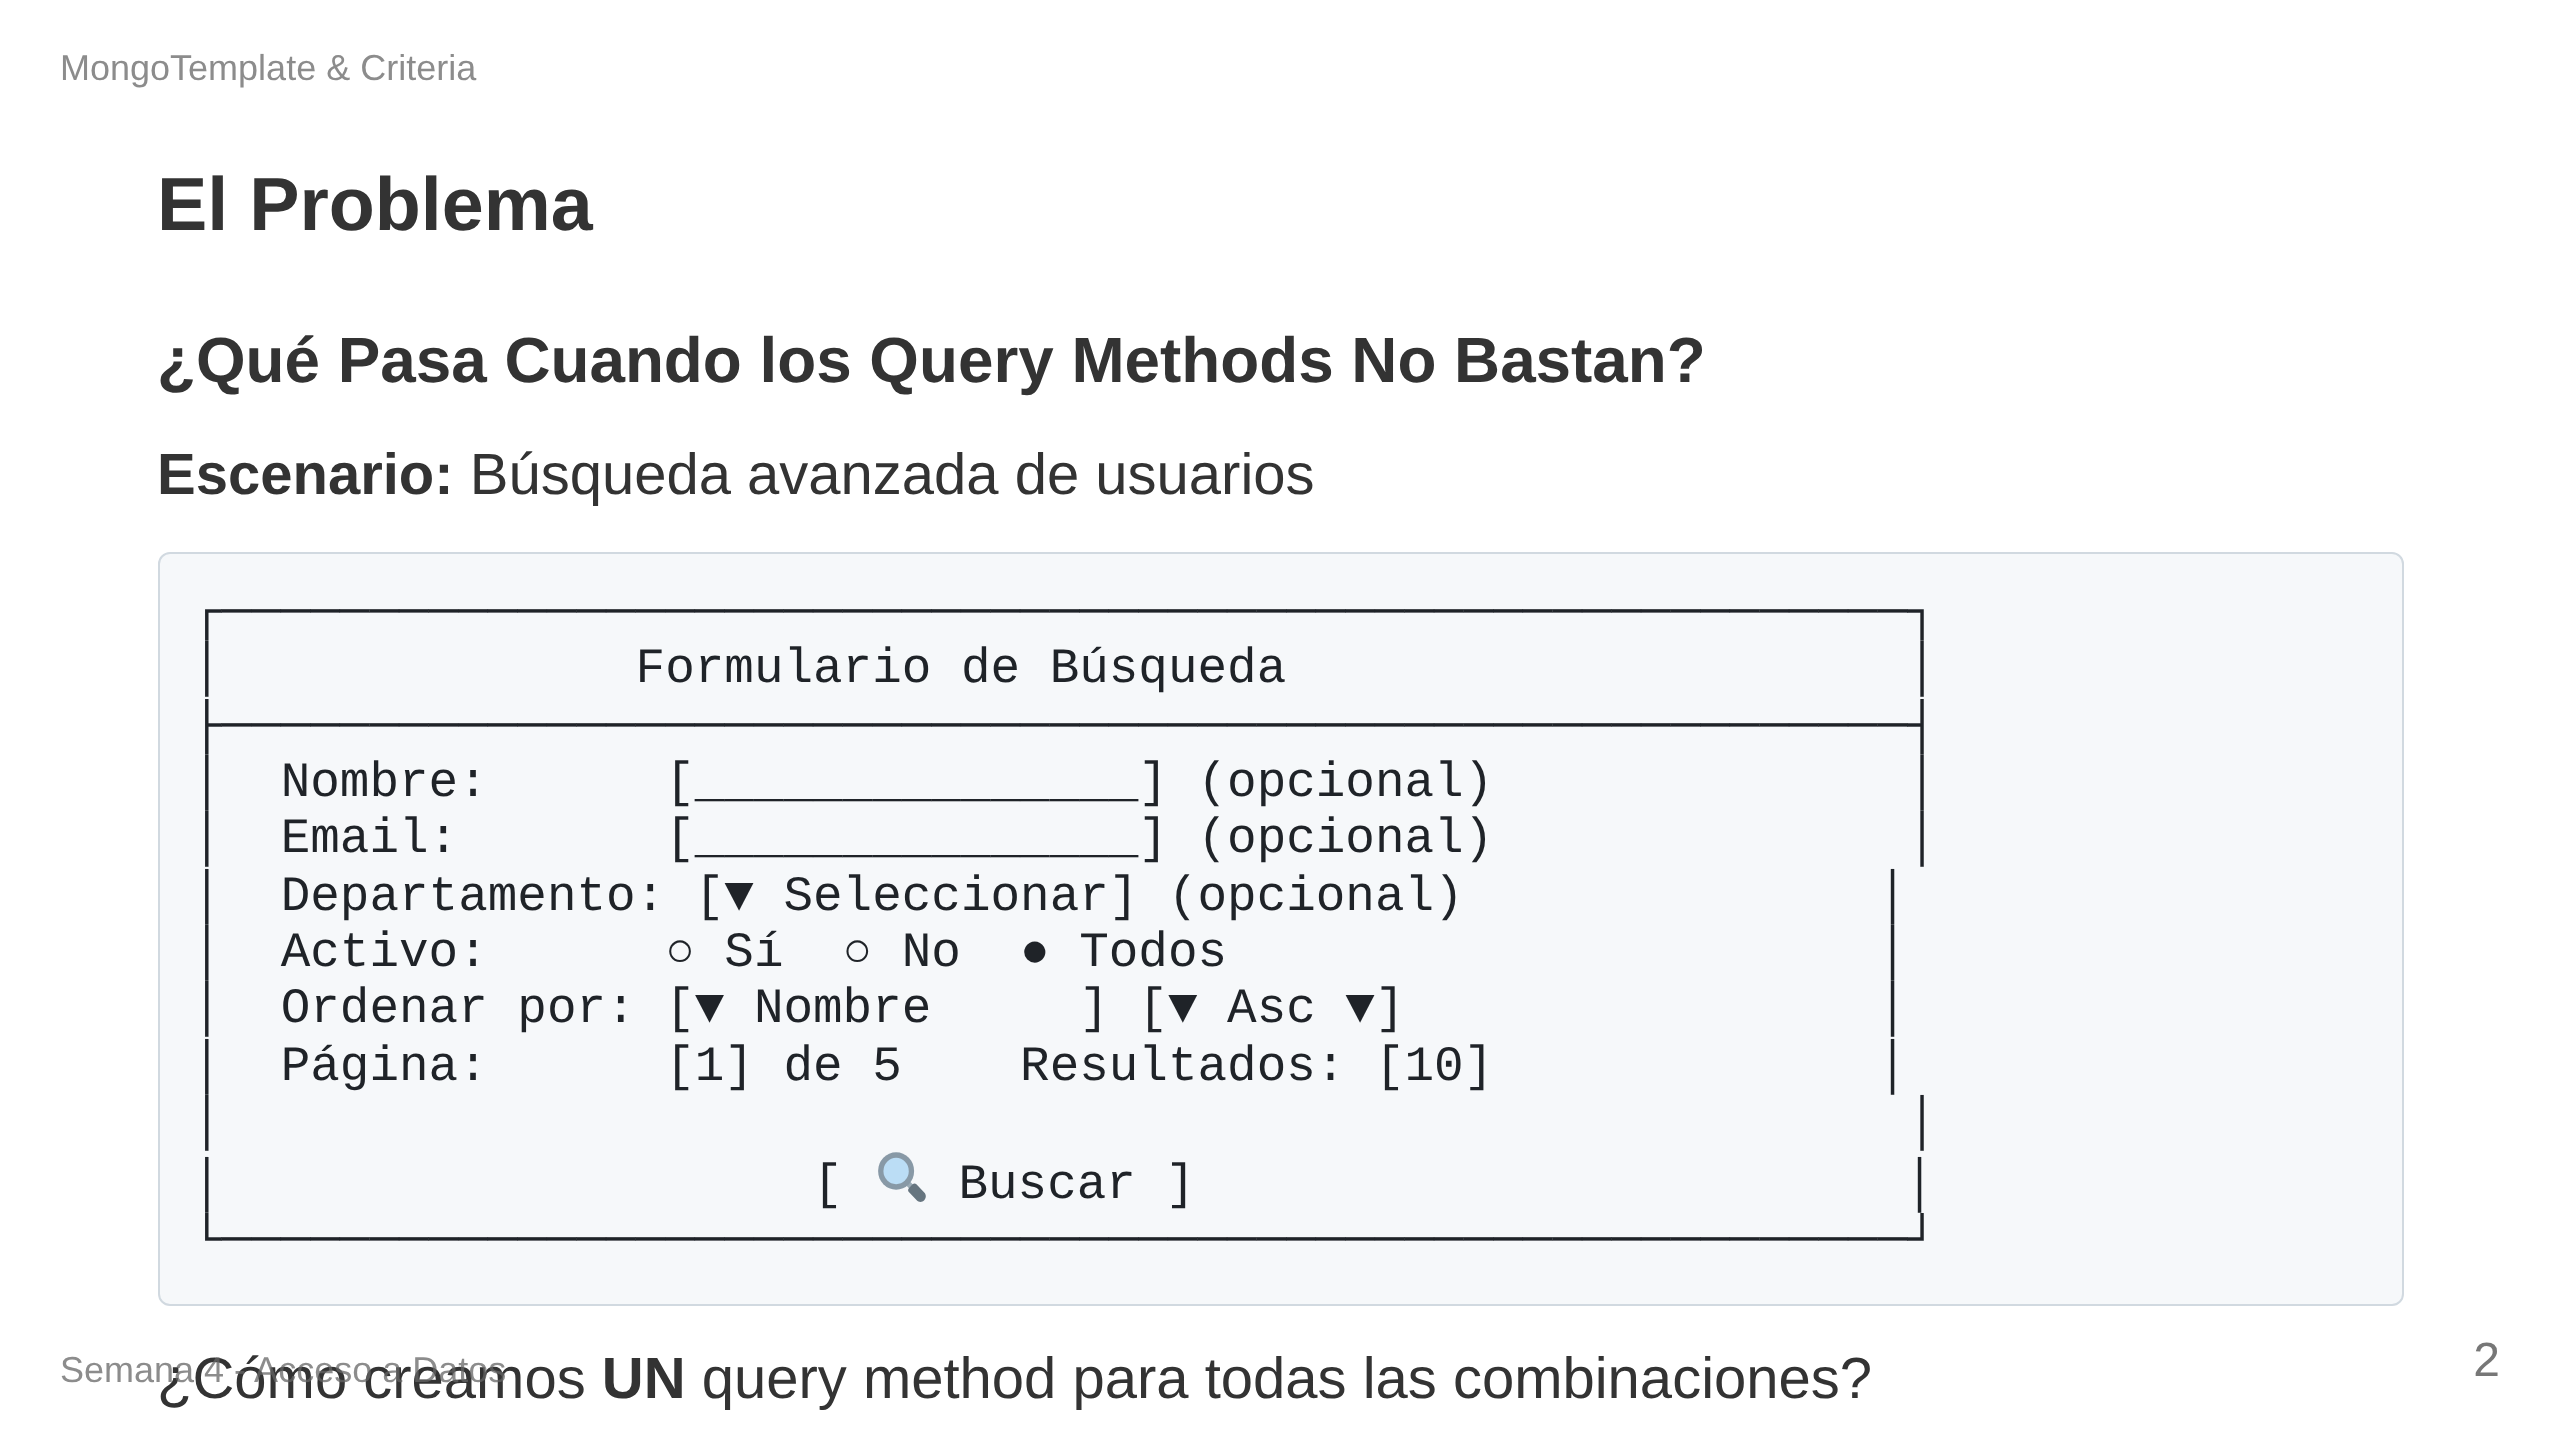 MongoTemplate & Criteria
El Problema
¿Qué Pasa Cuando los Query Methods No Bastan?
Escenario: Búsqueda avanzada de usuarios
Formulario de Búsqueda
Nombre: [_______________] (opcional)
Email: [_______________] (opcional)
Departamento: [▼ Seleccionar] (opcional)
Activo: ○ Sí ○ No ● Todos
Ordenar por: [▼ Nombre ] [▼ Asc ▼]
Página: [1] de 5 Resultados: [10]
[ 🔍 Buscar ]
¿Cómo creamos UN query method para todas las combinaciones?
Semana 4 - Acceso a Datos
2